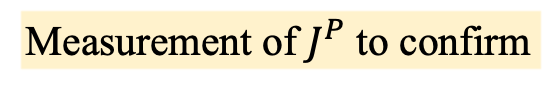 Measurement of J^P to confirm